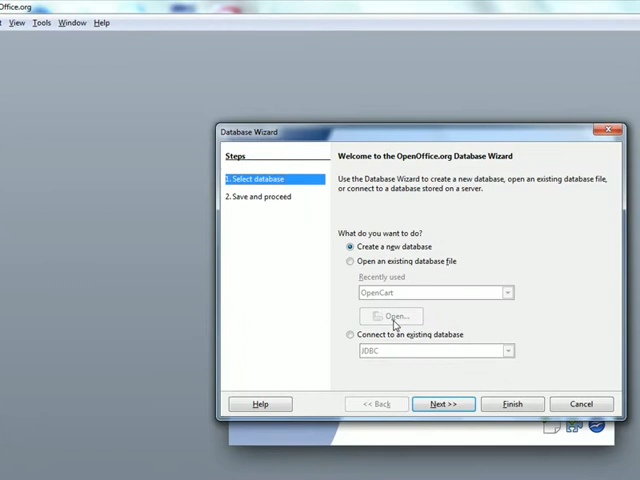 Office.org
View Tools Window Help
Database Wizard
Steps
1. Select database
2. Save and proceed
Welcome to the OpenOffice.org Database Wizard
Use the Database Wizard to create a new database, open an existing database file,
or connect to a database stored on a server.
What do you want to do?
Create a new database
Open an existing database file
Recently used
OpenCart
Open...
Connect to an existing database
JDBC
Help << Back Next >> Finish Cancel